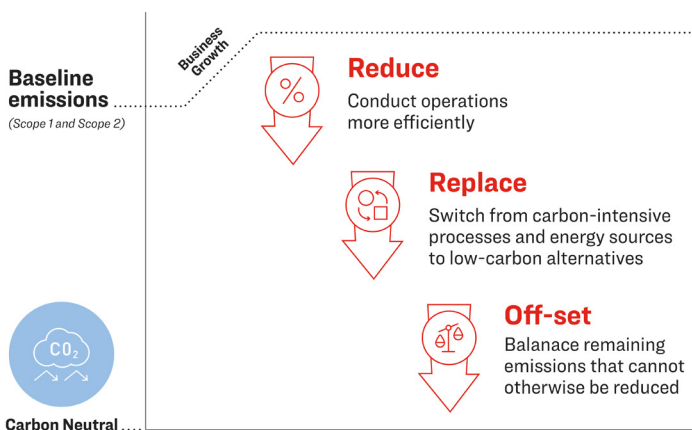 Business
Growth
Baseline
emissions
(Scope 1 and Scope 2)
Reduce
Conduct operations
more efficiently
Replace
Switch from carbon-intensive
processes and energy sources
to low-carbon alternatives
Off-set
Balanace remaining
emissions that cannot
otherwise be reduced
CO₂
Carbon Neutral